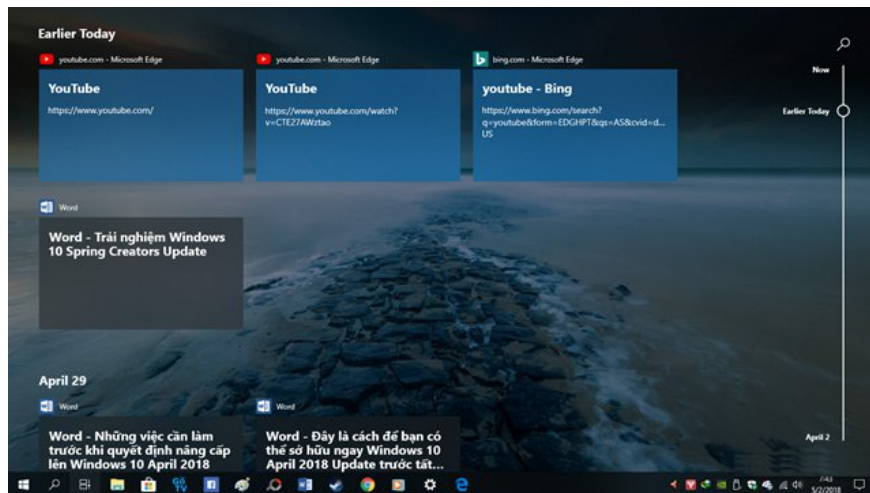 Earlier Today
youtube.com - Microsoft Edge
youtube.com - Microsoft Edge
bing.com - Microsoft Edge
Now
YouTube
https://www.youtube.com/
YouTube
https://www.youtube.com/watch?
v=CTE27AWztao
youtube - Bing
https://www.bing.com/search?
q=youtube&form=EDGHPT&qs=AS&cvid=d...
US
Earlier Today
Word
Word - Trải nghiệm Windows
10 Spring Creators Update
April 29
Word
Word
Word - Những việc cần làm
trước khi quyết định nâng cấp
lên Windows 10 April 2018
Word - Đây là cách để bạn có
thể sở hữu ngay Windows 10
April 2018 Update trước tất...
April 2
7:43
5/2/2018